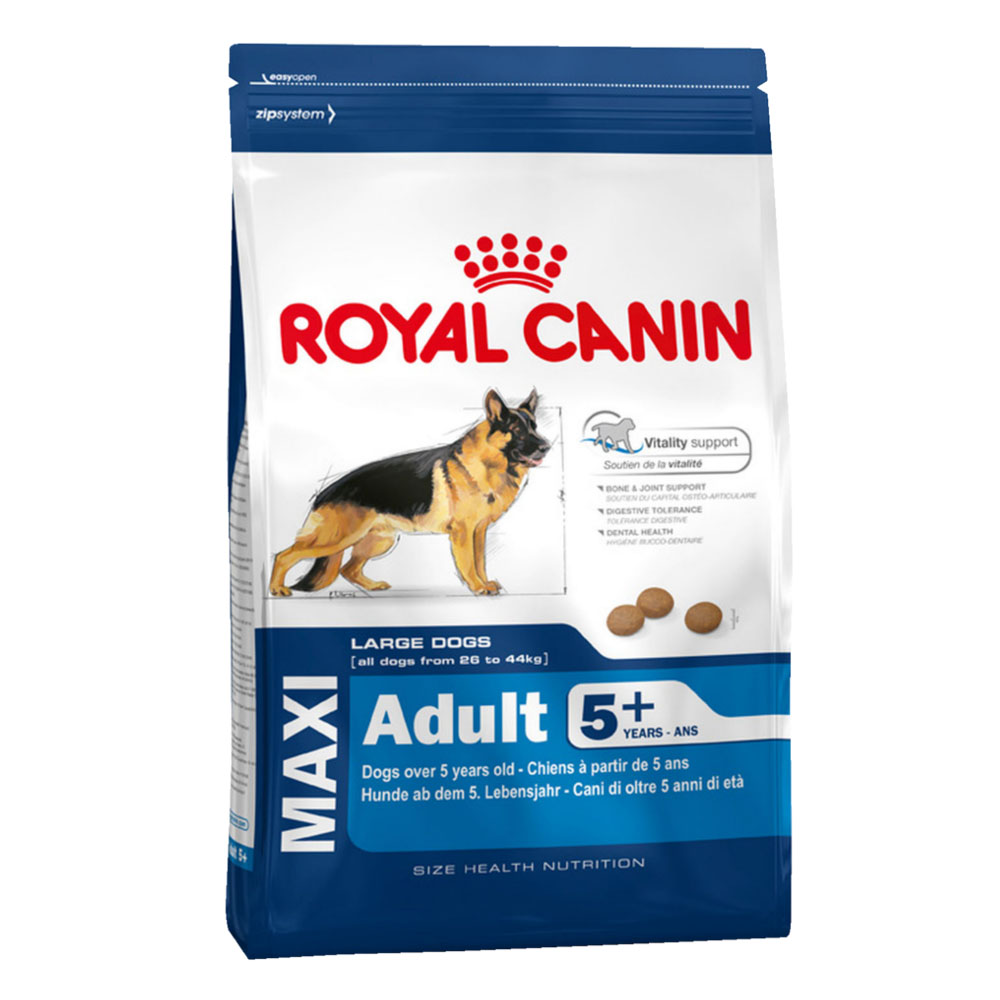 easyopen
zipsystem
ROYAL CANIN
Vitality support
Soutien de la vitalité
BONE & JOINT SUPPORT
SOUTIEN DU CAPITAL OSTÉO-ARTICULAIRE
DIGESTIVE TOLERANCE
TOLÉRANCE DIGESTIVE
DENTAL HEALTH
HYGIÈNE BUCCO-DENTAIRE
LARGE DOGS
[all dogs from 26 to 44kg]
MAXI
Adult 5+
YEARS - ANS
Dogs over 5 years old - Chiens à partir de 5 ans
Hunde ab dem 5. Lebensjahr - Cani di oltre 5 anni di età
SIZE HEALTH NUTRITION
5+